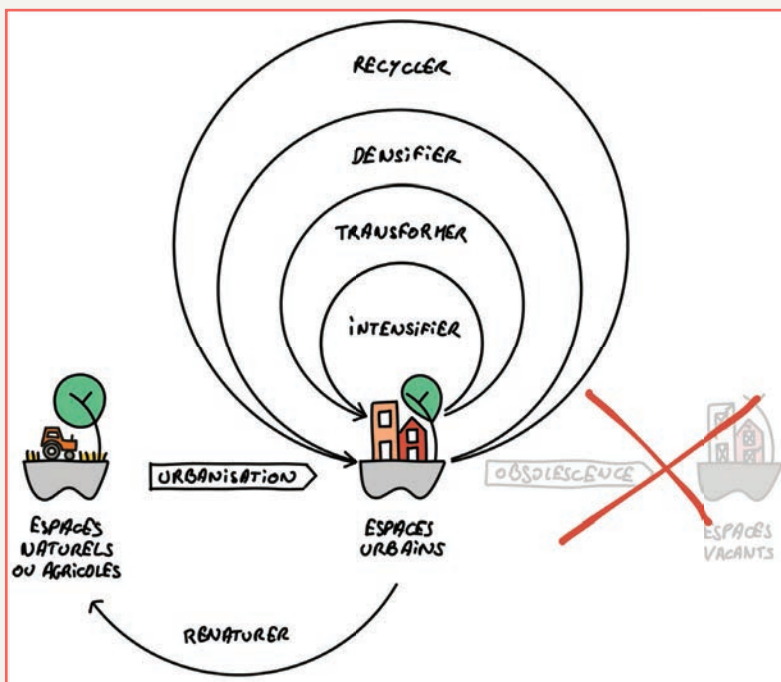 RECYCLER
DENSIFIER
TRANSFORMER
INTENSIFIER
URBANISATION
OBSOLESCENCE
ESPACES
NATURELS
OU AGRICOLES
ESPACES
URBAINS
ESPACES
VACANTS
RENATURER